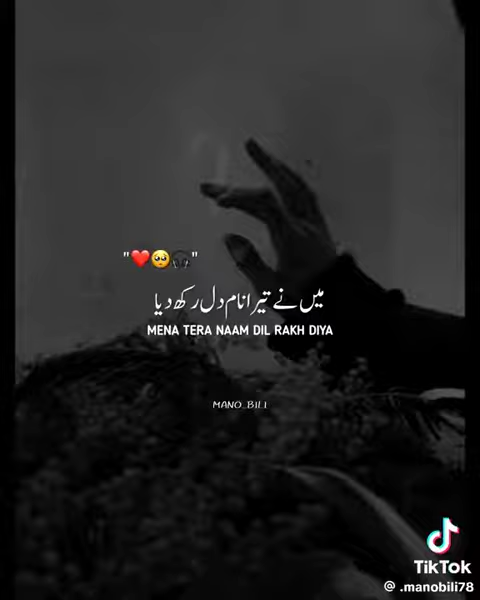 "❤️🥺🎧"
میں نے تیرا نام دل رکھ دیا
MENA TERA NAAM DIL RAKH DIYA
MANO_BILI
TikTok
@.manobili78